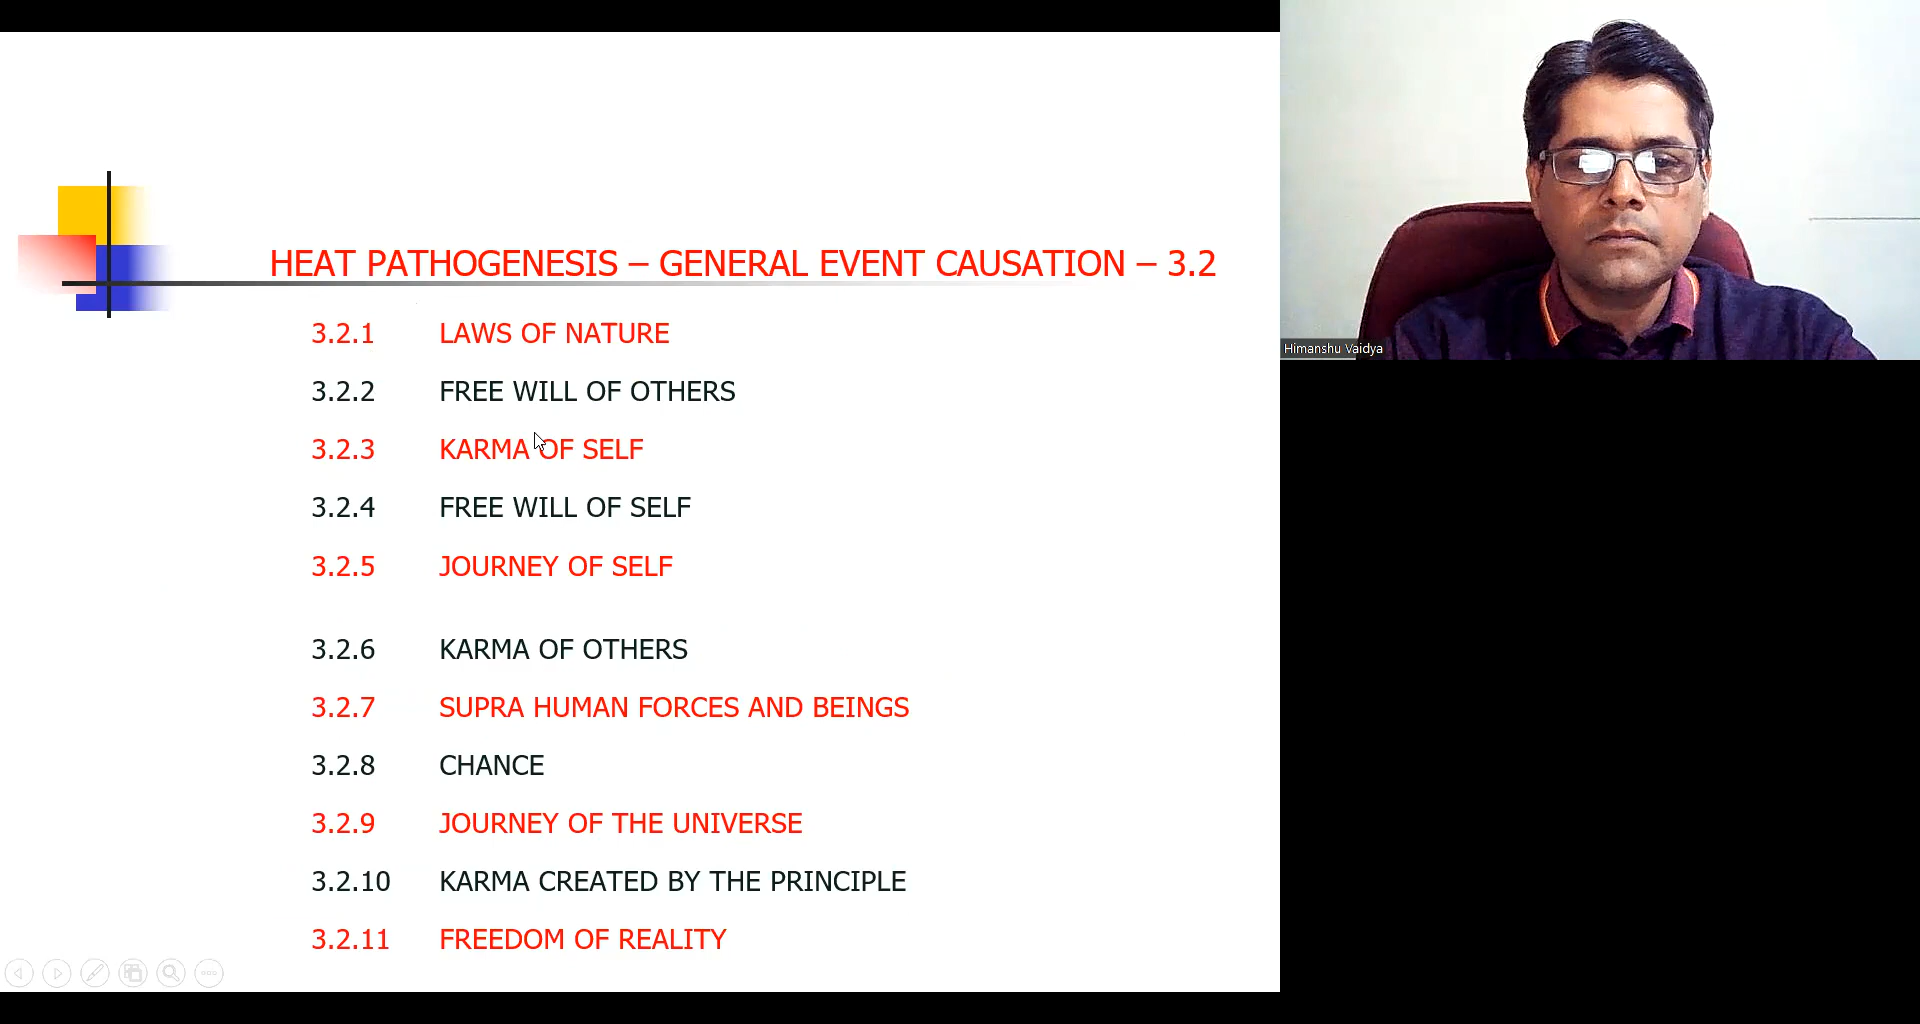 HEAT PATHOGENESIS – GENERAL EVENT CAUSATION – 3.2
3.2.1 LAWS OF NATURE
3.2.2 FREE WILL OF OTHERS
3.2.3 KARMA OF SELF
3.2.4 FREE WILL OF SELF
3.2.5 JOURNEY OF SELF
3.2.6 KARMA OF OTHERS
3.2.7 SUPRA HUMAN FORCES AND BEINGS
3.2.8 CHANCE
3.2.9 JOURNEY OF THE UNIVERSE
3.2.10 KARMA CREATED BY THE PRINCIPLE
3.2.11 FREEDOM OF REALITY
Himanshu Vaidya